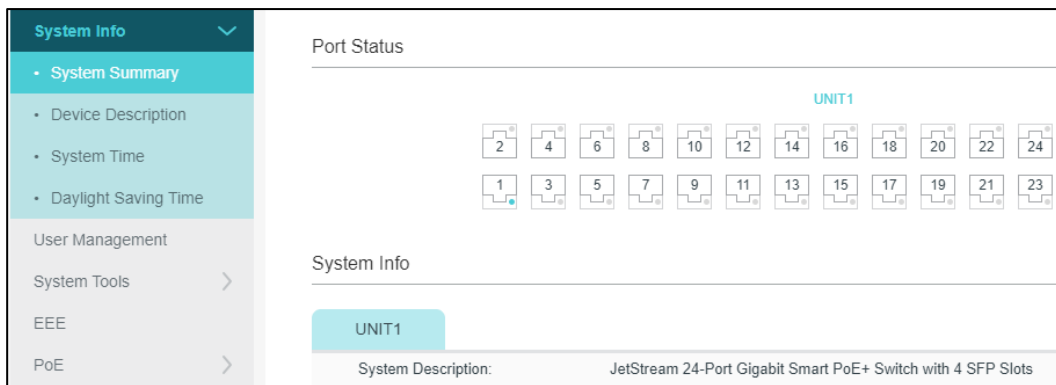 System Info
System Summary
Device Description
System Time
Daylight Saving Time
User Management
System Tools
EEE
PoE
Port Status
UNIT1
2 4 6 8 10 12 14 16 18 20 22 24
1 3 5 7 9 11 13 15 17 19 21 23
System Info
UNIT1
System Description: JetStream 24-Port Gigabit Smart PoE+ Switch with 4 SFP Slots